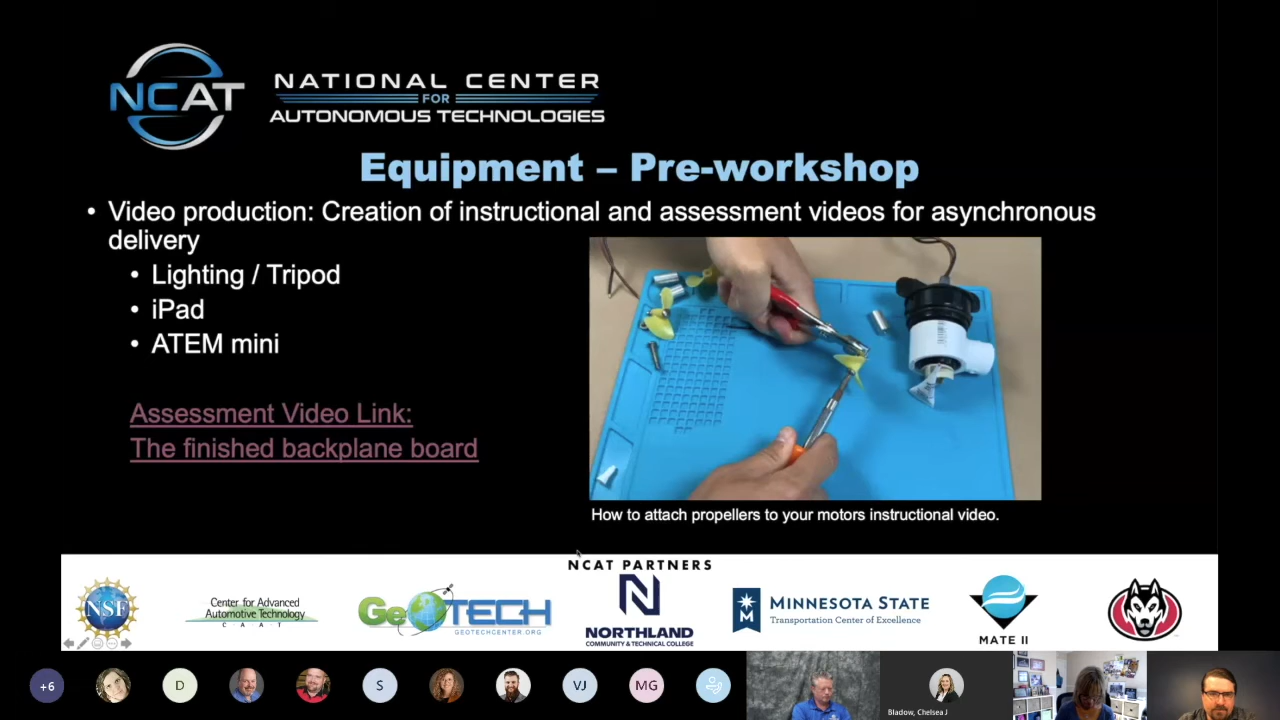 NCAT
NATIONAL CENTER
FOR
AUTONOMOUS TECHNOLOGIES
Equipment – Pre-workshop
• Video production: Creation of instructional and assessment videos for asynchronous
delivery
• Lighting / Tripod
• iPad
• ATEM mini
Assessment Video Link:
The finished backplane board
How to attach propellers to your motors instructional video.
NCAT PARTNERS
NSF
Center for Advanced
Automotive Technology
C A A T
GeoTECH
GEOTECHCENTER.ORG
N
NORTHLAND
COMMUNITY & TECHNICAL COLLEGE
M
MINNESOTA STATE
Transportation Center of Excellence
MATE II
+6
D
S
VJ
MG
Bladow, Chelsea J